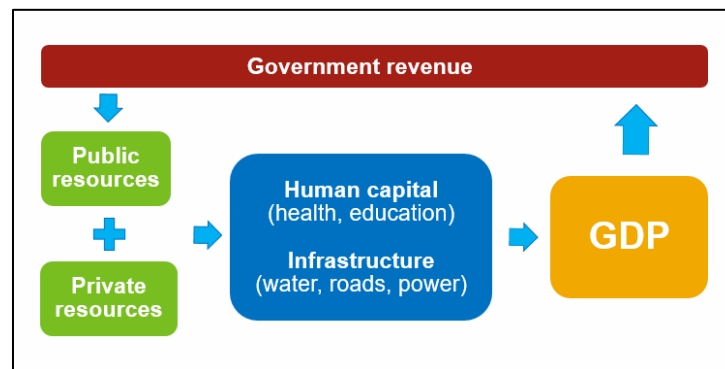 Government revenue
Public
resources
Private
resources
Human capital
(health, education)
Infrastructure
(water, roads, power)
GDP